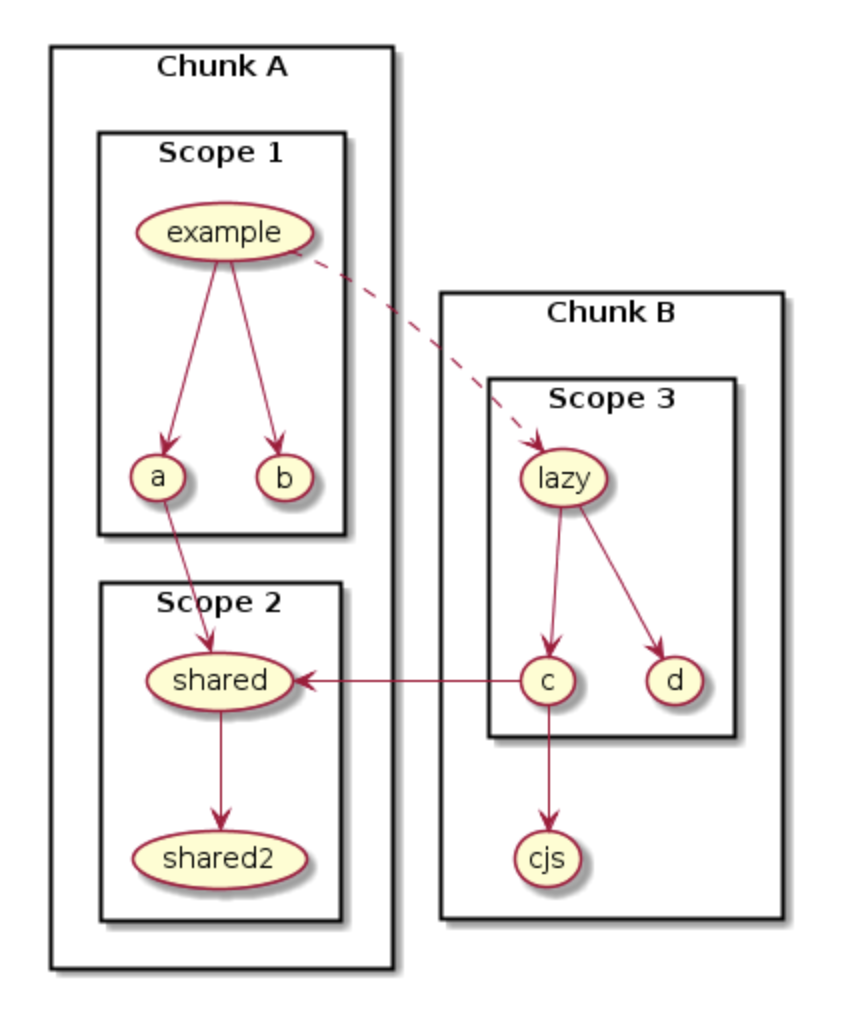 Chunk A
Scope 1
example
a
b
Scope 2
shared
shared2
Chunk B
Scope 3
lazy
c
d
cjs